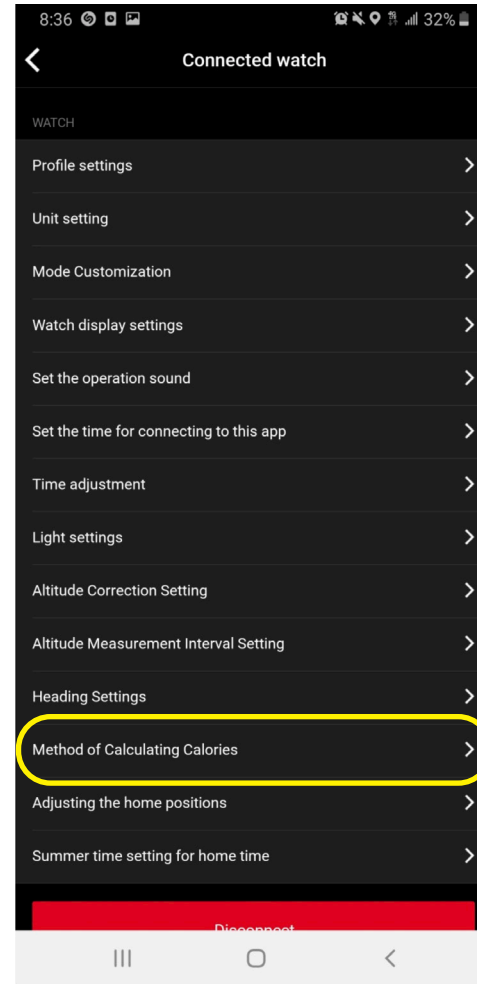 8:36 32%
Connected watch
WATCH
Profile settings
Unit setting
Mode Customization
Watch display settings
Set the operation sound
Set the time for connecting to this app
Time adjustment
Light settings
Altitude Correction Setting
Altitude Measurement Interval Setting
Heading Settings
Method of Calculating Calories
Adjusting the home positions
Summer time setting for home time
Disconnect